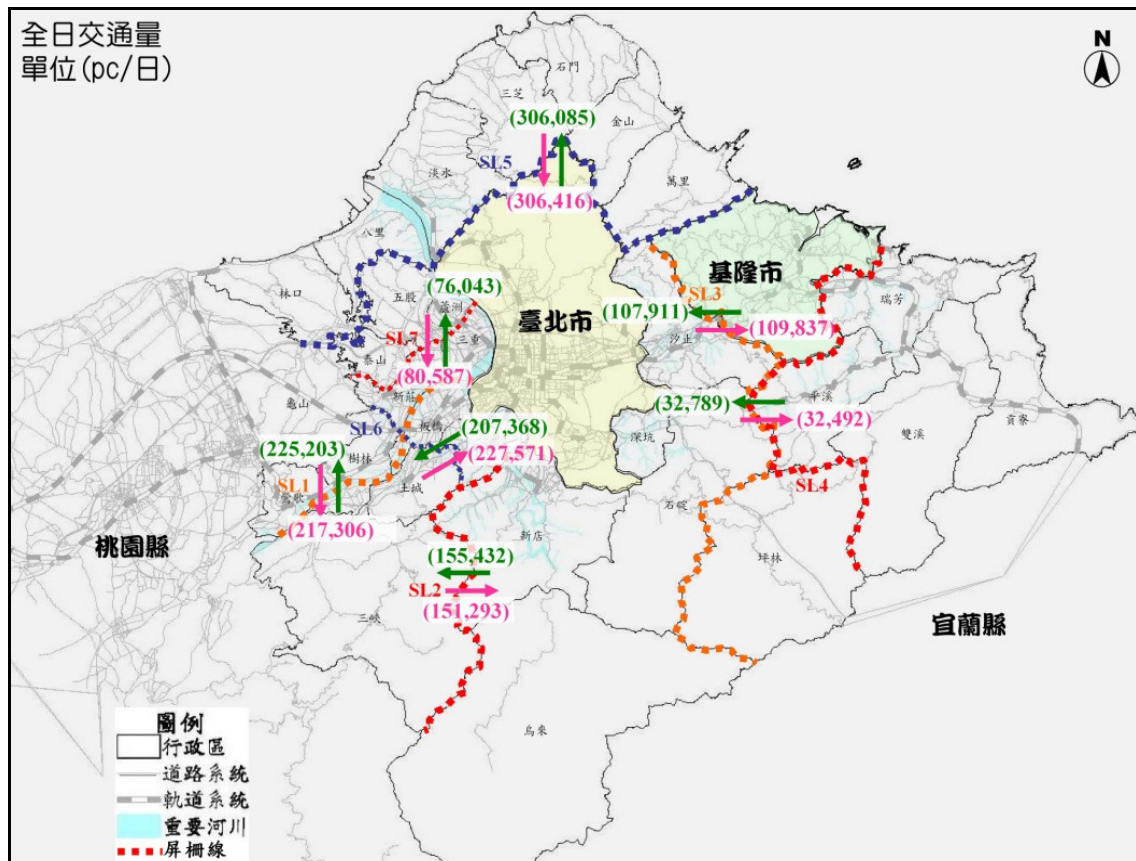 全日交通量
單位(pc/日)
N
石門
三芝
(306,085)
金山
SL5
淡水
萬里
(306,416)
八里
基隆市
林口
五股
(76,043)
蘆洲
SL3
瑞芳
臺北市
(107,911)
(109,837)
SL7
三重
汐止
泰山
(80,587)
新莊
平溪
(32,789)
(32,492)
貢寮
龜山
SL6
板橋
(207,368)
深坑
雙溪
(225,203)
樹林
(227,571)
SL1
土城
SL4
鶯歌
石碇
(217,306)
新店
桃園縣
坪林
(155,432)
SL2
(151,293)
三峽
宜蘭縣
烏來
圖例
行政區
道路系統
軌道系統
重要河川
屏柵線